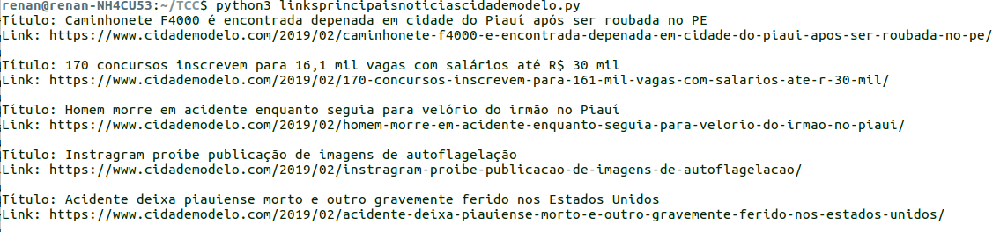 renan@renan-NH4CU53:~/TCC$ python3 linksprincipaisnoticiascidademodelo.py
Título: Caminhonete F4000 é encontrada depenada em cidade do Piauí após ser roubada no PE
Link: https://www.cidademodelo.com/2019/02/caminhonete-f4000-e-encontrada-depenada-em-cidade-do-piaui-apos-ser-roubada-no-pe/
Título: 170 concursos inscrevem para 16,1 mil vagas com salários até R$ 30 mil
Link: https://www.cidademodelo.com/2019/02/170-concursos-inscrevem-para-161-mil-vagas-com-salarios-ate-r-30-mil/
Título: Homem morre em acidente enquanto seguia para velório do irmão no Piauí
Link: https://www.cidademodelo.com/2019/02/homem-morre-em-acidente-enquanto-seguia-para-velorio-do-irmao-no-piaui/
Título: Instragram proíbe publicação de imagens de autoflagelação
Link: https://www.cidademodelo.com/2019/02/instragram-proibe-publicacao-de-imagens-de-autoflagelacao/
Título: Acidente deixa piauiense morto e outro gravemente ferido nos Estados Unidos
Link: https://www.cidademodelo.com/2019/02/acidente-deixa-piauiense-morto-e-outro-gravemente-ferido-nos-estados-unidos/